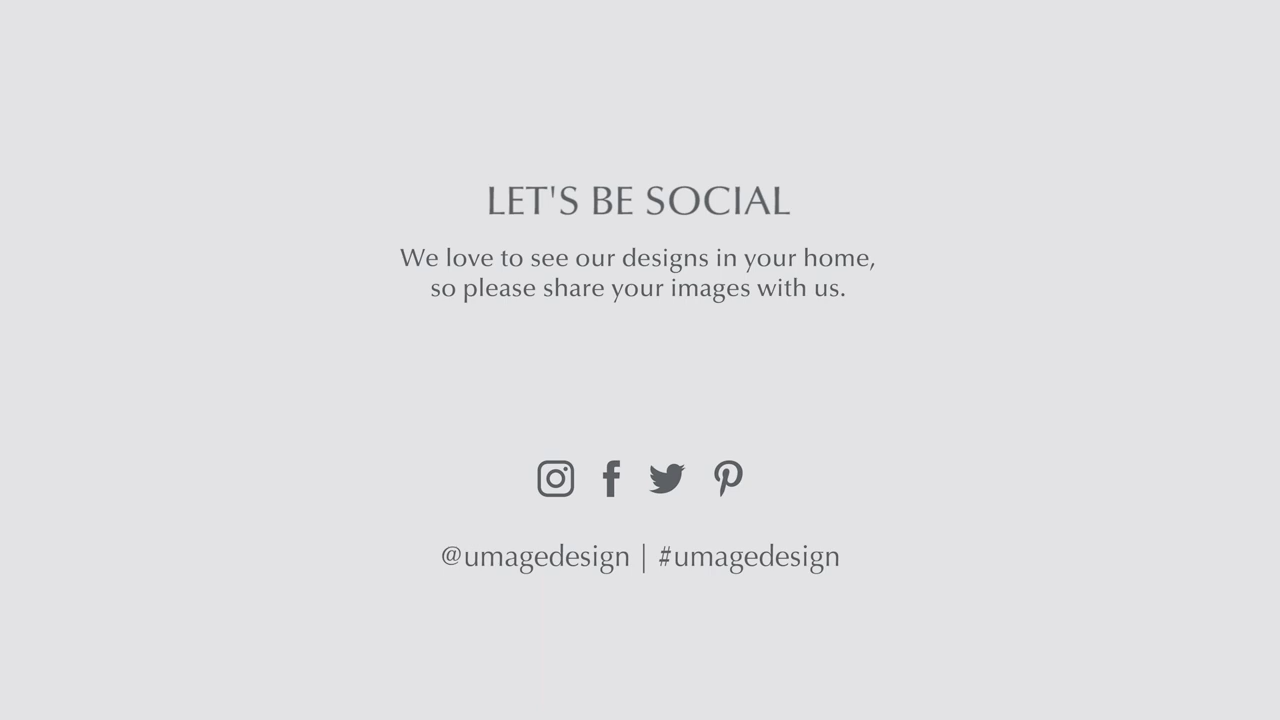 LET'S BE SOCIAL
We love to see our designs in your home,
so please share your images with us.
@umagedesign | #umagedesign